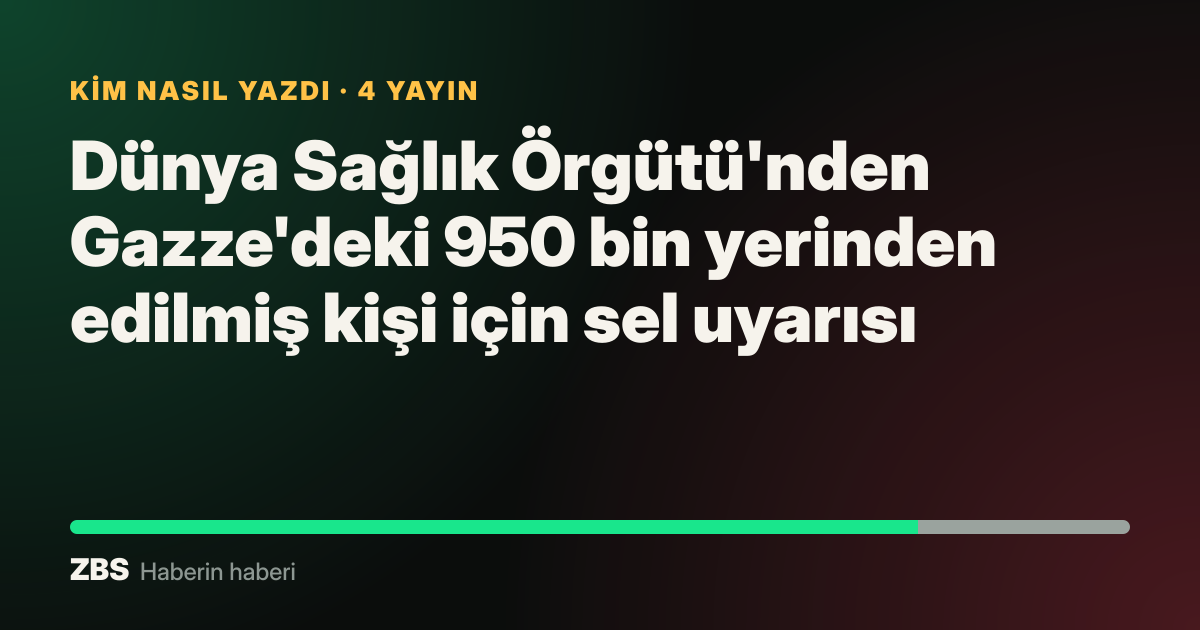 KİM NASIL YAZDI · 4 YAYIN
Dünya Sağlık Örgütü'nden
Gazze'deki 950 bin yerinden
edilmiş kişi için sel uyarısı
ZBS Haberin haberi